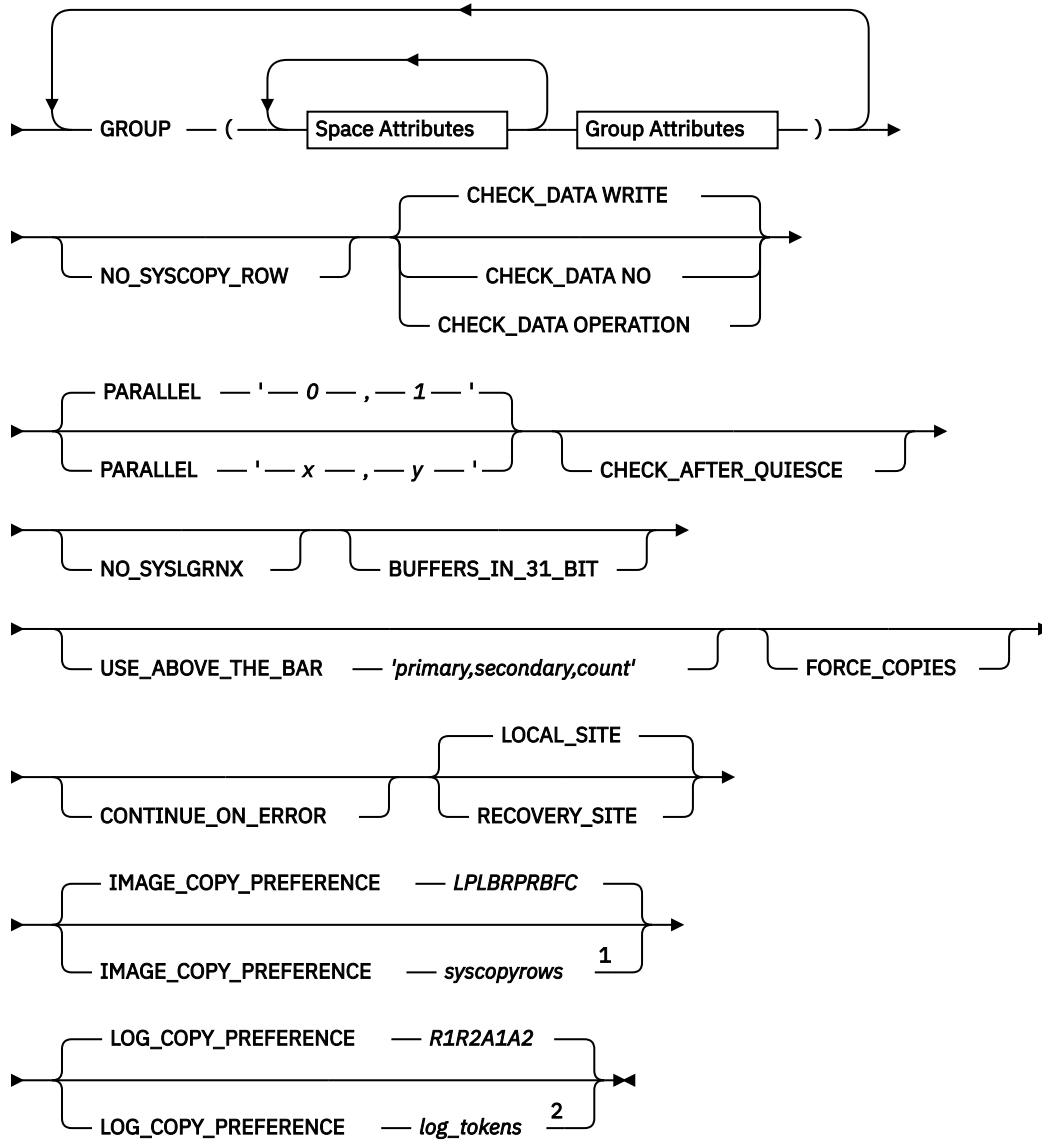 GROUP ( Space Attributes Group Attributes )
CHECK_DATA WRITE
NO_SYSCOPY_ROW CHECK_DATA NO
CHECK_DATA OPERATION
PARALLEL ' 0 , 1 '
PARALLEL ' x , y ' CHECK_AFTER_QUIESCE
NO_SYSLGRNX BUFFERS_IN_31_BIT
USE_ABOVE_THE_BAR 'primary,secondary,count' FORCE_COPIES
LOCAL_SITE
CONTINUE_ON_ERROR RECOVERY_SITE
IMAGE_COPY_PREFERENCE LPLBRPRBFC
IMAGE_COPY_PREFERENCE syscopyrows 1
LOG_COPY_PREFERENCE R1R2A1A2
LOG_COPY_PREFERENCE log_tokens 2